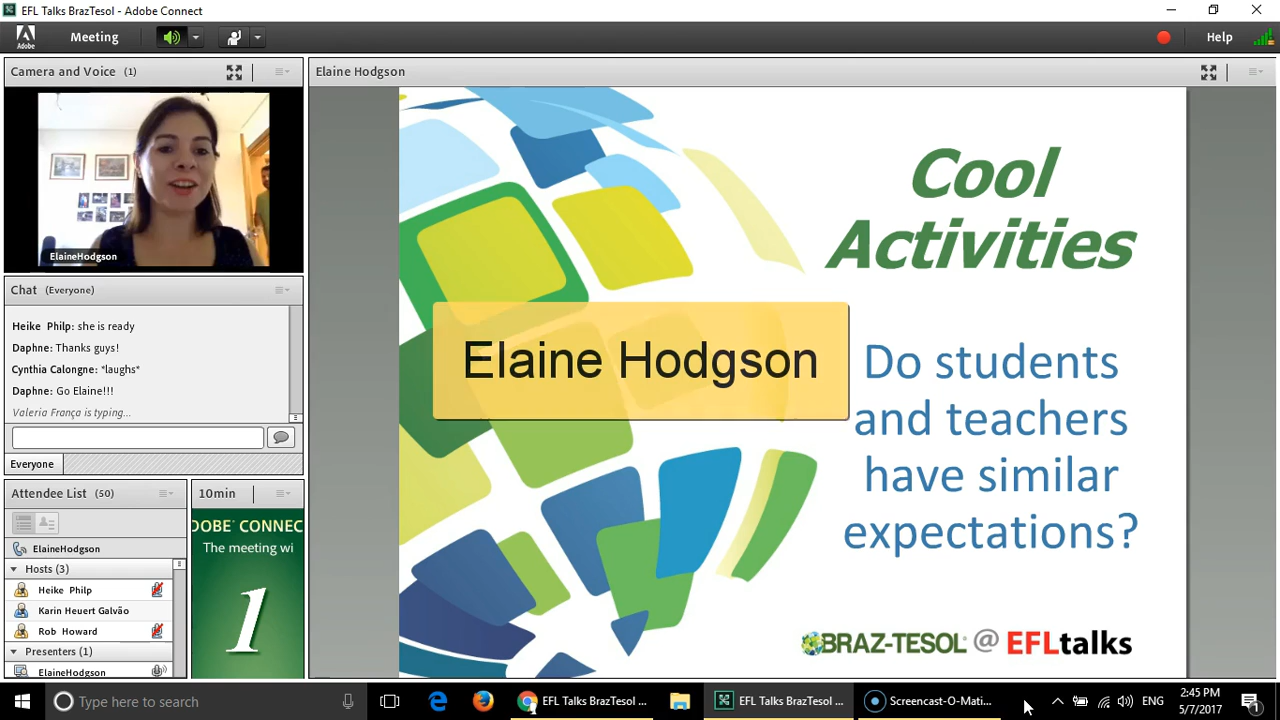 EFL Talks BrazTesol - Adobe Connect
Adobe
Meeting
Help
Camera and Voice (1)
ElaineHodgson
Chat (Everyone)
Heike Philp: she is ready
Daphne: Thanks guys!
Cynthia Calongne: *laughs*
Daphne: Go Elaine!!!
Valeria França is typing...
Everyone
Attendee List (50)
ElaineHodgson
Hosts (3)
Heike Philp
Karin Heuert Galvão
Rob Howard
Presenters (1)
ElaineHodgson
10min
DOBE® CONNEC
The meeting wi
1
Elaine Hodgson
Cool
Activities
Elaine Hodgson
Do students
and teachers
have similar
expectations?
BRAZ-TESOL® @ EFLtalks
Type here to search
EFL Talks BrazTesol ...
EFL Talks BrazTesol ...
Screencast-O-Mati...
ENG
2:45 PM
5/7/2017
1